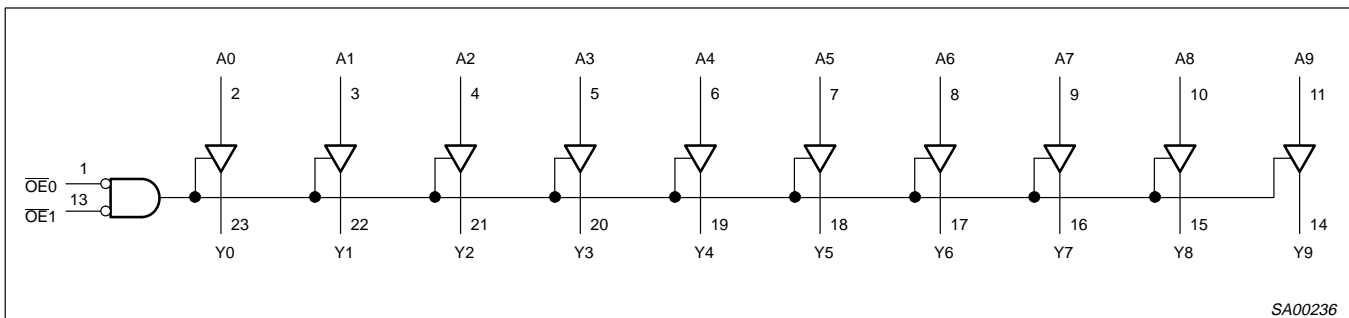 A0 A1 A2 A3 A4 A5 A6 A7 A8 A9
2 3 4 5 6 7 8 9 10 11
1
OE0
13
OE1
23 22 21 20 19 18 17 16 15 14
Y0 Y1 Y2 Y3 Y4 Y5 Y6 Y7 Y8 Y9
SA00236